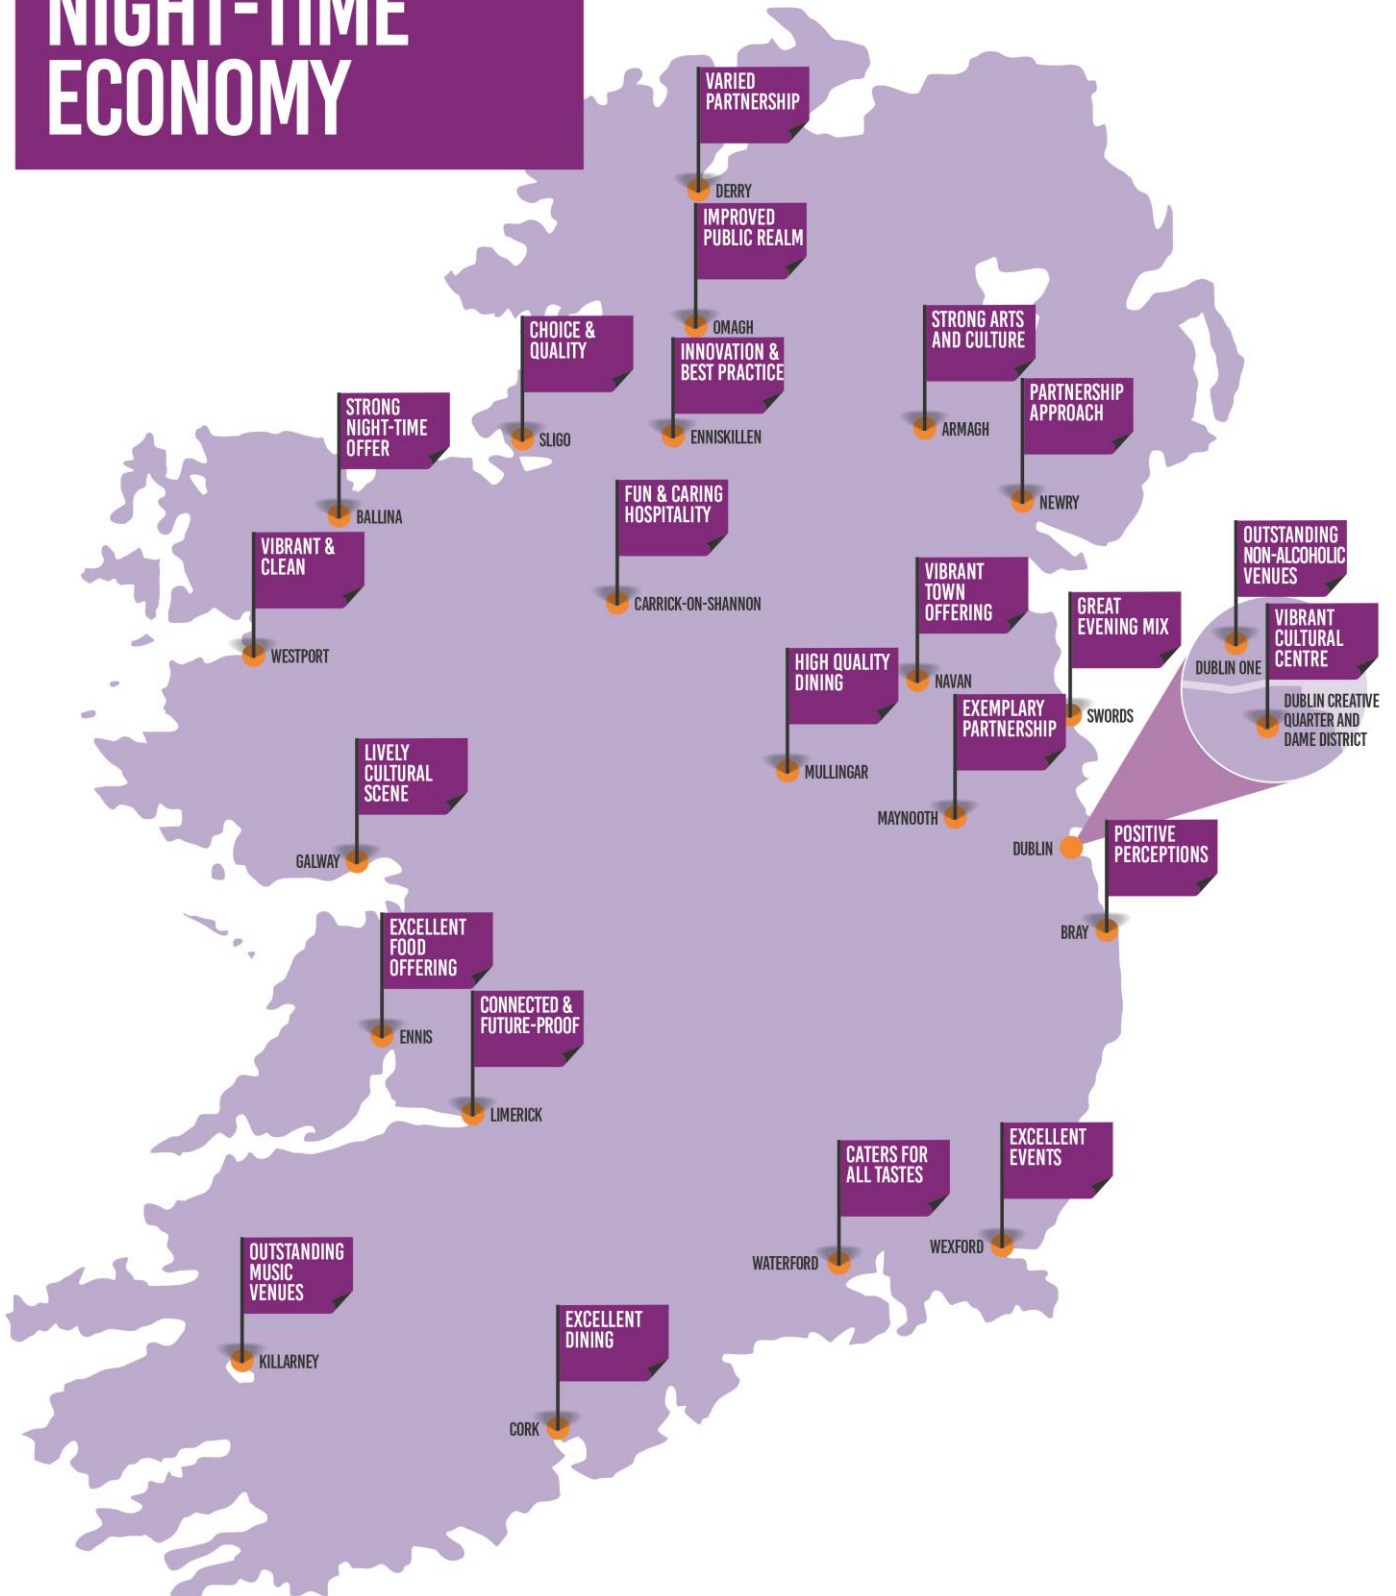 NIGHT-TIME
ECONOMY
VARIED
PARTNERSHIP
DERRY
IMPROVED
PUBLIC REALM
OMAGH
CHOICE &
QUALITY
SLIGO
INNOVATION &
BEST PRACTICE
ENNISKILLEN
STRONG ARTS
AND CULTURE
ARMAGH
PARTNERSHIP
APPROACH
NEWRY
STRONG
NIGHT-TIME
OFFER
BALLINA
FUN & CARING
HOSPITALITY
CARRICK-ON-SHANNON
VIBRANT &
CLEAN
WESTPORT
VIBRANT
TOWN
OFFERING
NAVAN
GREAT
EVENING MIX
SWORDS
OUTSTANDING
NON-ALCOHOLIC
VENUES
DUBLIN ONE
VIBRANT
CULTURAL
CENTRE
DUBLIN CREATIVE
QUARTER AND
DAME DISTRICT
HIGH QUALITY
DINING
MULLINGAR
EXEMPLARY
PARTNERSHIP
MAYNOOTH
DUBLIN
LIVELY
CULTURAL
SCENE
GALWAY
POSITIVE
PERCEPTIONS
BRAY
EXCELLENT
FOOD
OFFERING
ENNIS
CONNECTED &
FUTURE-PROOF
LIMERICK
CATERS FOR
ALL TASTES
WATERFORD
EXCELLENT
EVENTS
WEXFORD
OUTSTANDING
MUSIC
VENUES
KILLARNEY
EXCELLENT
DINING
CORK